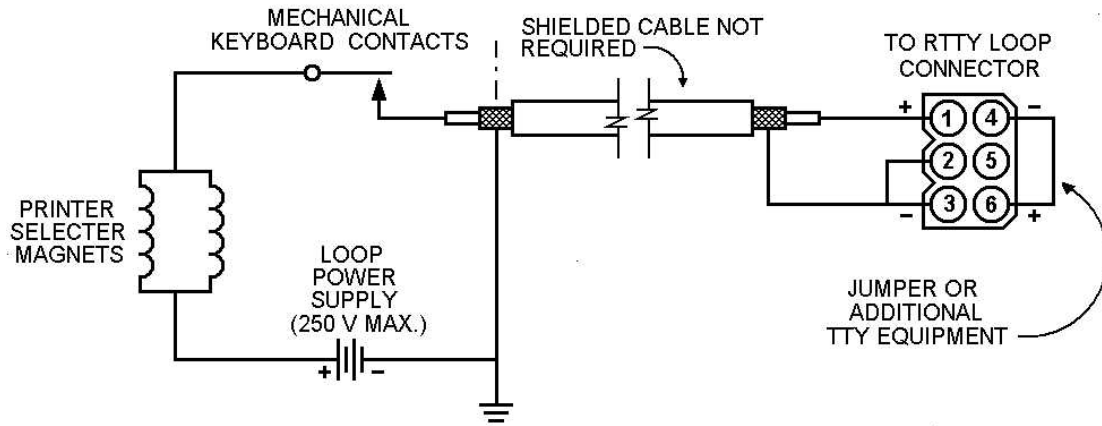 MECHANICAL
KEYBOARD CONTACTS
SHIELDED CABLE NOT
REQUIRED
TO RTTY LOOP
CONNECTOR
+
1
4
-
2
5
-
3
6
+
PRINTER
SELECTER
MAGNETS
LOOP
POWER
SUPPLY
(250 V MAX.)
+
-
JUMPER OR
ADDITIONAL
TTY EQUIPMENT